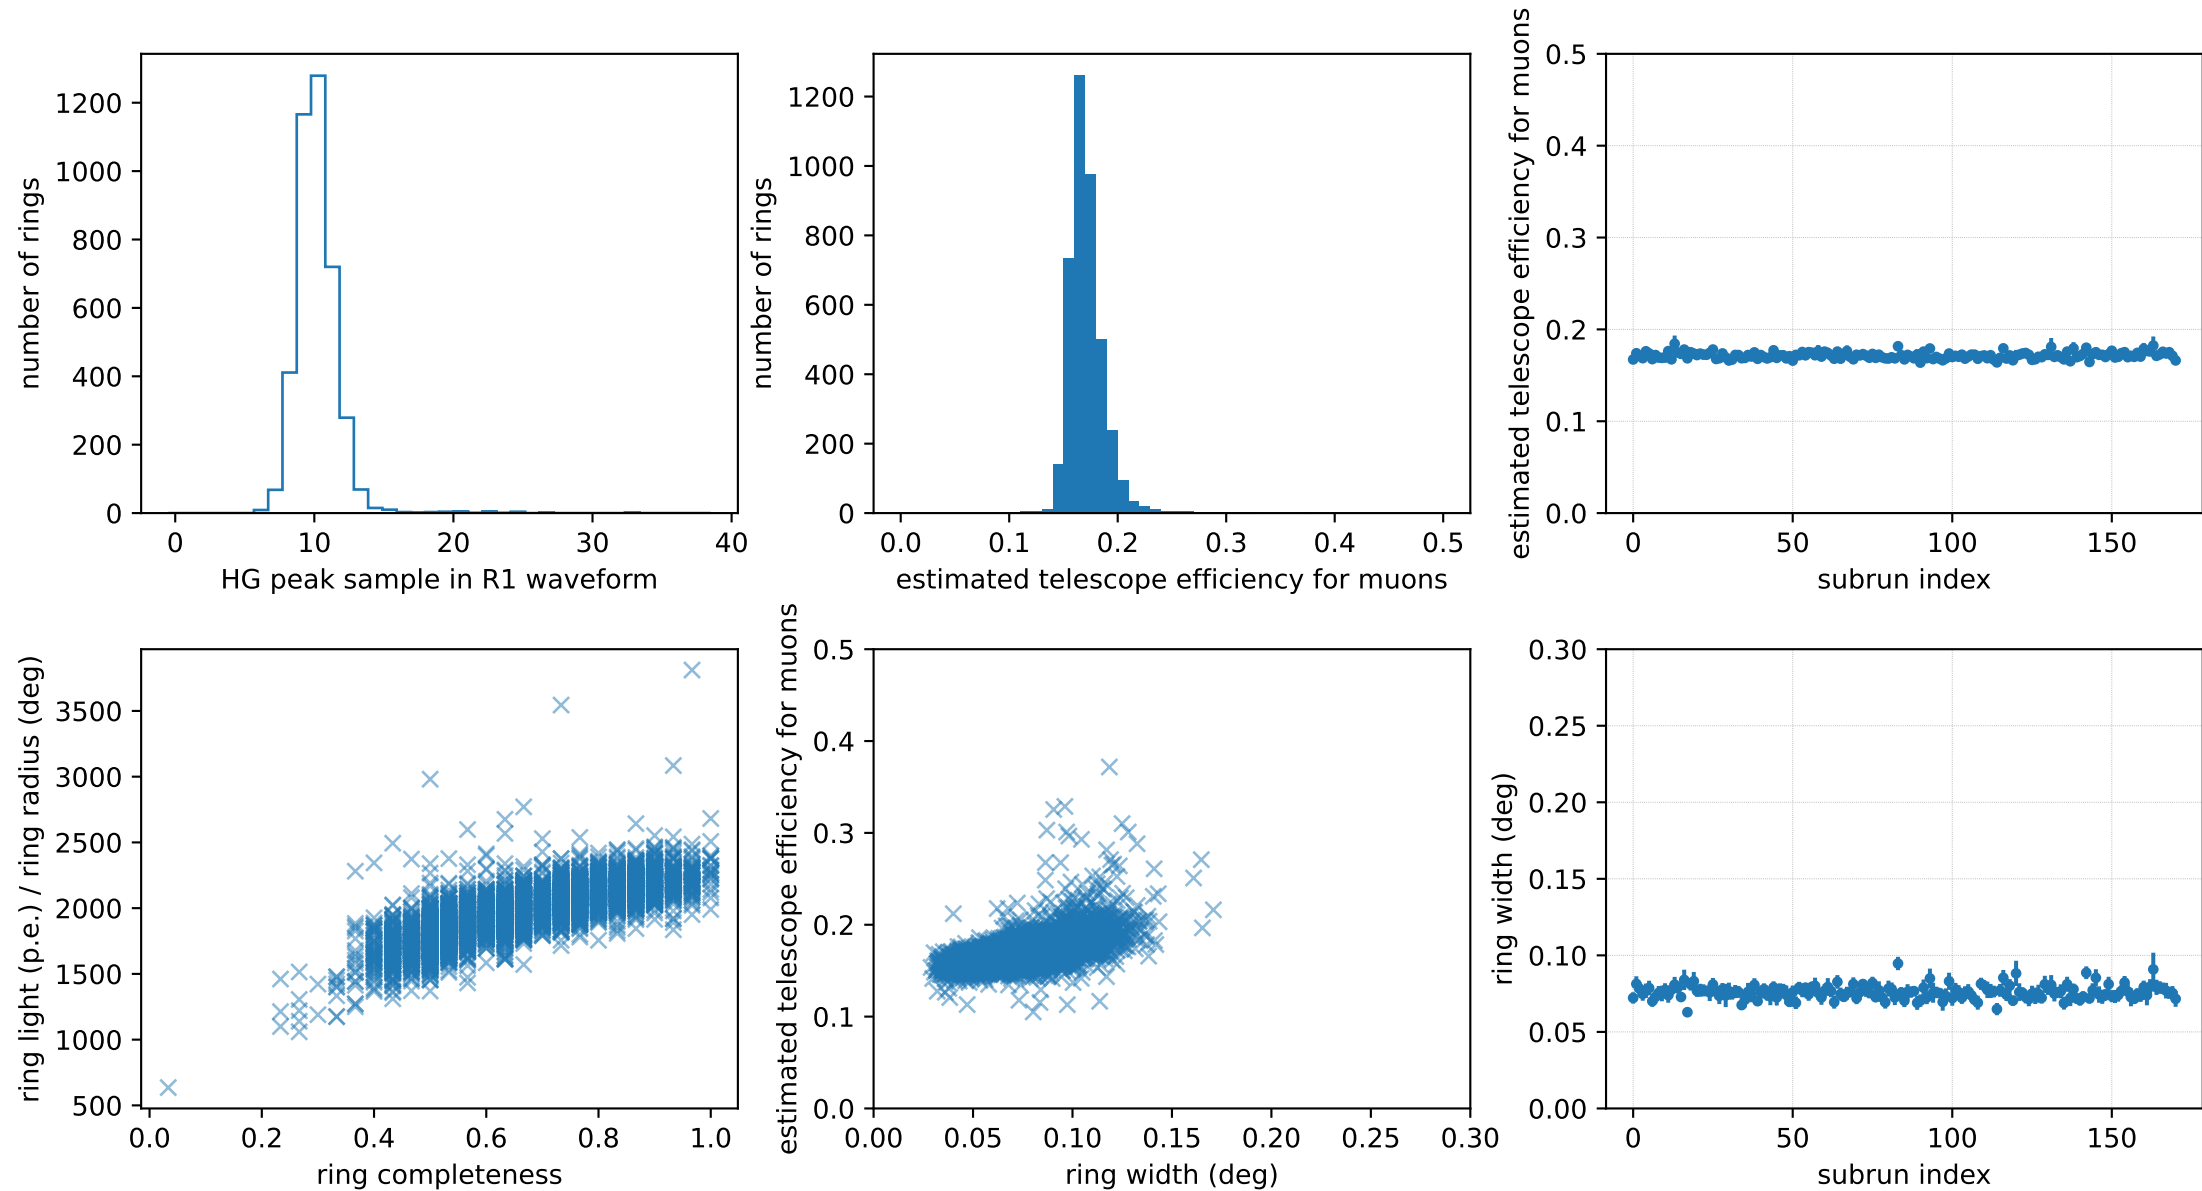 number of rings
1200
1000
800
600
400
200
0
0 10 20 30 40
HG peak sample in R1 waveform
number of rings
1200
1000
800
600
400
200
0
0.0 0.1 0.2 0.3 0.4 0.5
estimated telescope efficiency for muons
estimated telescope efficiency for muons
0.5
0.4
0.3
0.2
0.1
0.0
0 50 100 150
subrun index
ring light (p.e.) / ring radius (deg)
3500
3000
2500
2000
1500
1000
500
0.0 0.2 0.4 0.6 0.8 1.0
ring completeness
estimated telescope efficiency for muons
0.5
0.4
0.3
0.2
0.1
0.0
0.00 0.05 0.10 0.15 0.20 0.25 0.30
ring width (deg)
ring width (deg)
0.30
0.25
0.20
0.15
0.10
0.05
0.00
0 50 100 150
subrun index